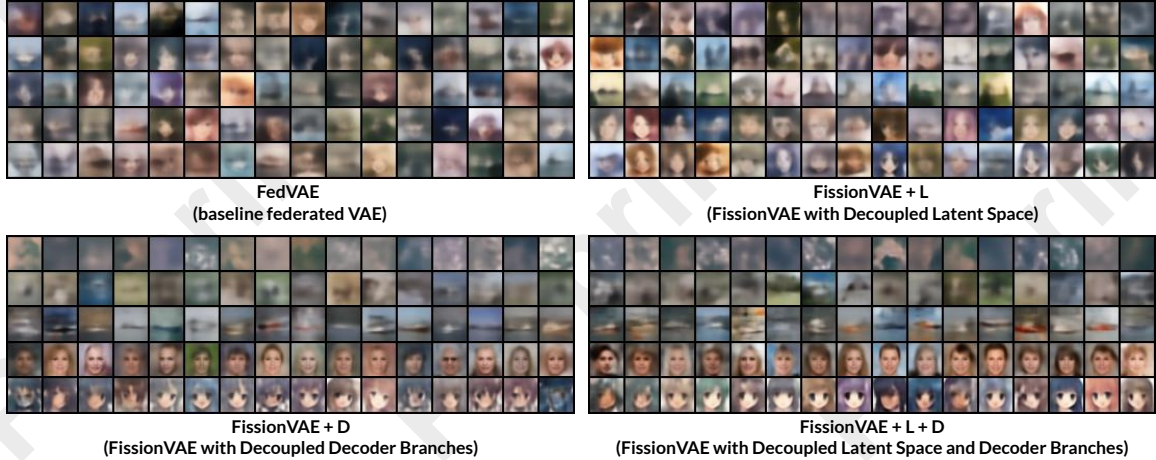 FedVAE
(baseline federated VAE)
FissionVAE + L
(FissionVAE with Decoupled Latent Space)
FissionVAE + D
(FissionVAE with Decoupled Decoder Branches)
FissionVAE + L + D
(FissionVAE with Decoupled Latent Space and Decoder Branches)